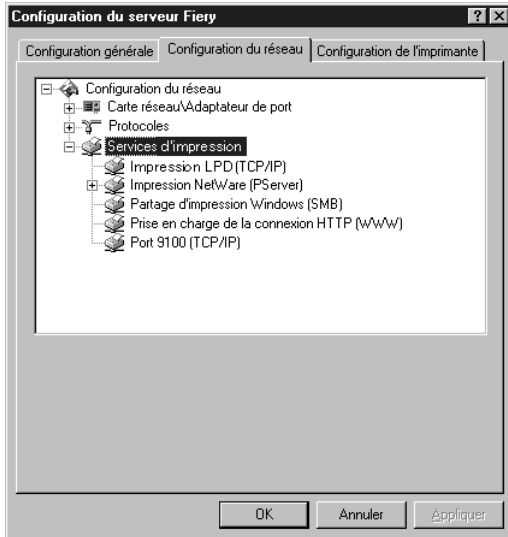 Configuration du serveur Fiery
Configuration générale Configuration du réseau Configuration de l'imprimante
Configuration du réseau
Carte réseau\Adaptateur de port
Protocoles
Services d'impression
Impression LPD (TCP/IP)
Impression NetWare (PServer)
Partage d'impression Windows (SMB)
Prise en charge de la connexion HTTP (WWW)
Port 9100 (TCP/IP)
OK Annuler Appliquer